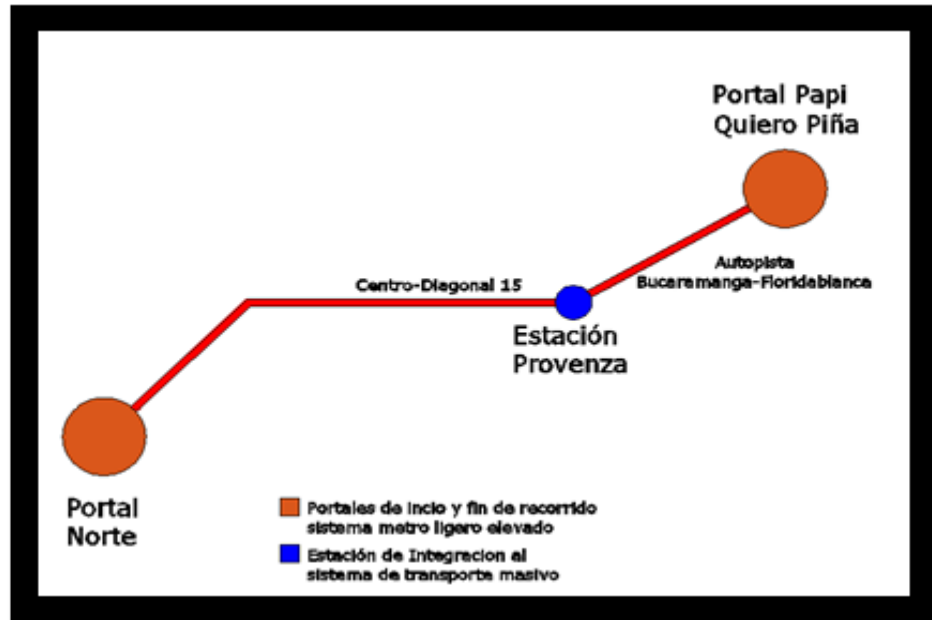 Portal Papi
Quiero Piña
Autopista
Bucaramanga-Floridablanca
Centro-Diagonal 15
Estación
Provenza
Portal
Norte
Portales de incio y fin de recorrido
sistema metro ligero elevado
Estación de Integracion al
sistema de transporte masivo